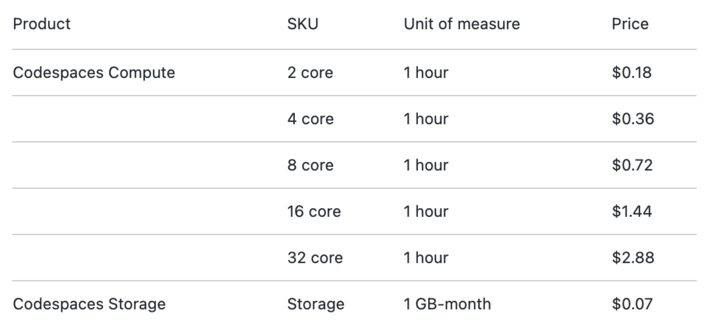 Product SKU Unit of measure Price
Codespaces Compute 2 core 1 hour $0.18
4 core 1 hour $0.36
8 core 1 hour $0.72
16 core 1 hour $1.44
32 core 1 hour $2.88
Codespaces Storage Storage 1 GB-month $0.07